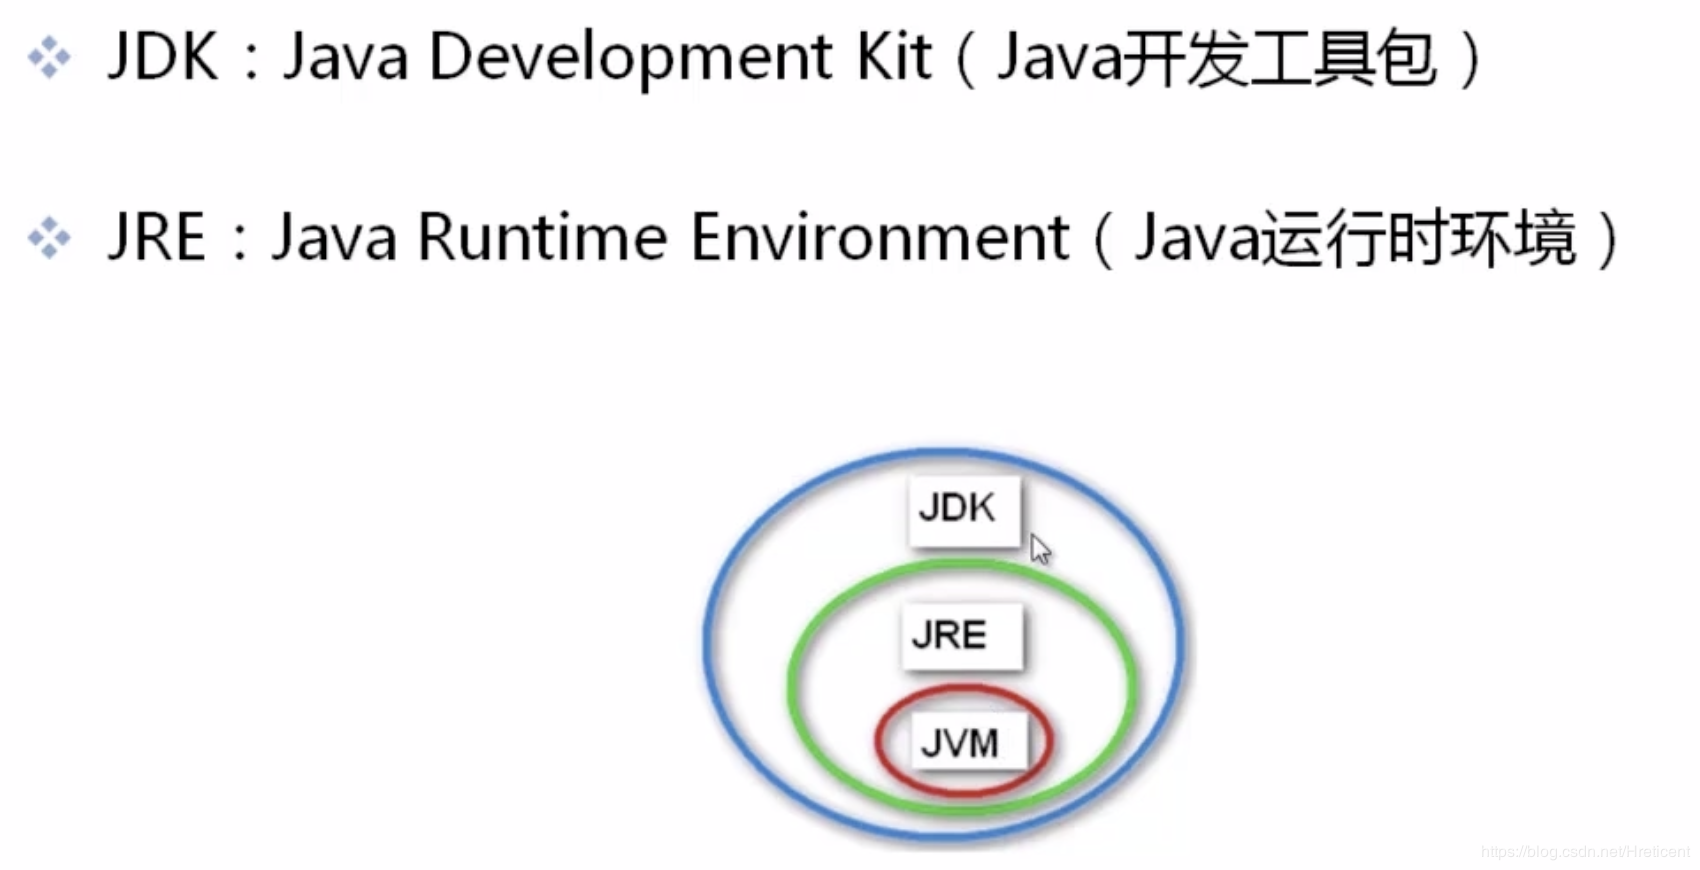 JDK：Java Development Kit（Java开发工具包）
JRE：Java Runtime Environment（Java运行时环境）
JDK
JRE
JVM
https://blog.csdn.net/Hreticent